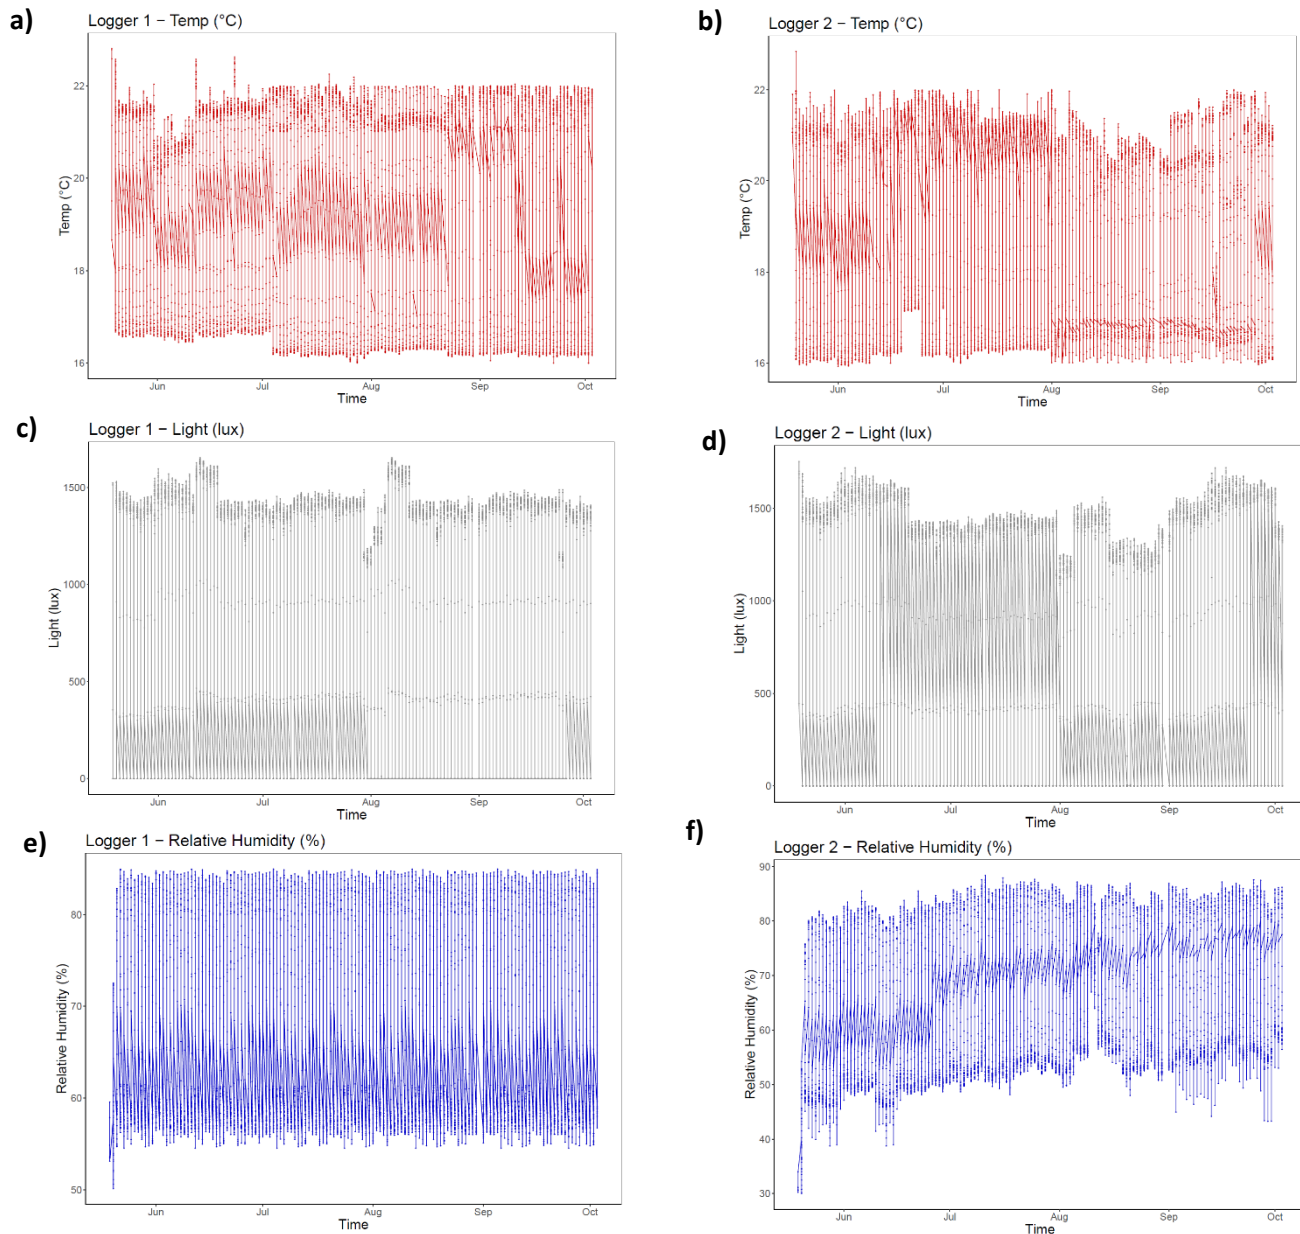 a)
Logger 1 − Temp (°C)
Temp (°C)
22
20
18
16
Jun Jul Aug Sep Oct
Time
b)
Logger 2 − Temp (°C)
Temp (°C)
22
20
18
16
Jun Jul Aug Sep Oct
Time
c)
Logger 1 − Light (lux)
Light (lux)
1500
1000
500
0
Jun Jul Aug Sep Oct
Time
d)
Logger 2 − Light (lux)
Light (lux)
1500
1000
500
0
Jun Jul Aug Sep Oct
Time
e)
Logger 1 − Relative Humidity (%)
Relative Humidity (%)
80
70
60
50
Jun Jul Aug Sep Oct
Time
f)
Logger 2 − Relative Humidity (%)
Relative Humidity (%)
90
80
70
60
50
40
30
Jun Jul Aug Sep Oct
Time